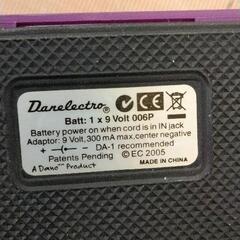 Danelectro®
Batt: 1 x 9 Volt 006P
Battery power on when cord is in IN jack
Adaptor: 9 Volt, 300 mA max, center negative
DA-1 recommended
Patents Pending ©EC 2005
A Dano™ Product MADE IN CHINA